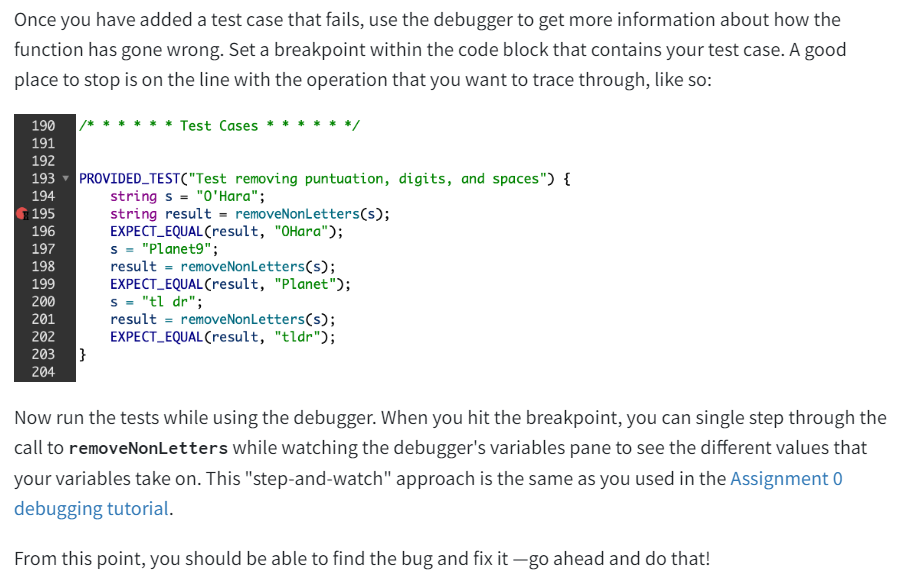 Once you have added a test case that fails, use the debugger to get more information about how the
function has gone wrong. Set a breakpoint within the code block that contains your test case. A good
place to stop is on the line with the operation that you want to trace through, like so:
190 /* * * * * * Test Cases * * * * * */
191
192
193 PROVIDED_TEST("Test removing puntuation, digits, and spaces") {
194 string s = "O'Hara";
195 string result = removeNonLetters(s);
196 EXPECT_EQUAL(result, "OHara");
197 s = "Planet9";
198 result = removeNonLetters(s);
199 EXPECT_EQUAL(result, "Planet");
200 s = "tl dr";
201 result = removeNonLetters(s);
202 EXPECT_EQUAL(result, "tldr");
203 }
204
Now run the tests while using the debugger. When you hit the breakpoint, you can single step through the
call to removeNonLetters while watching the debugger's variables pane to see the different values that
your variables take on. This "step-and-watch" approach is the same as you used in the Assignment 0
debugging tutorial.
From this point, you should be able to find the bug and fix it —go ahead and do that!